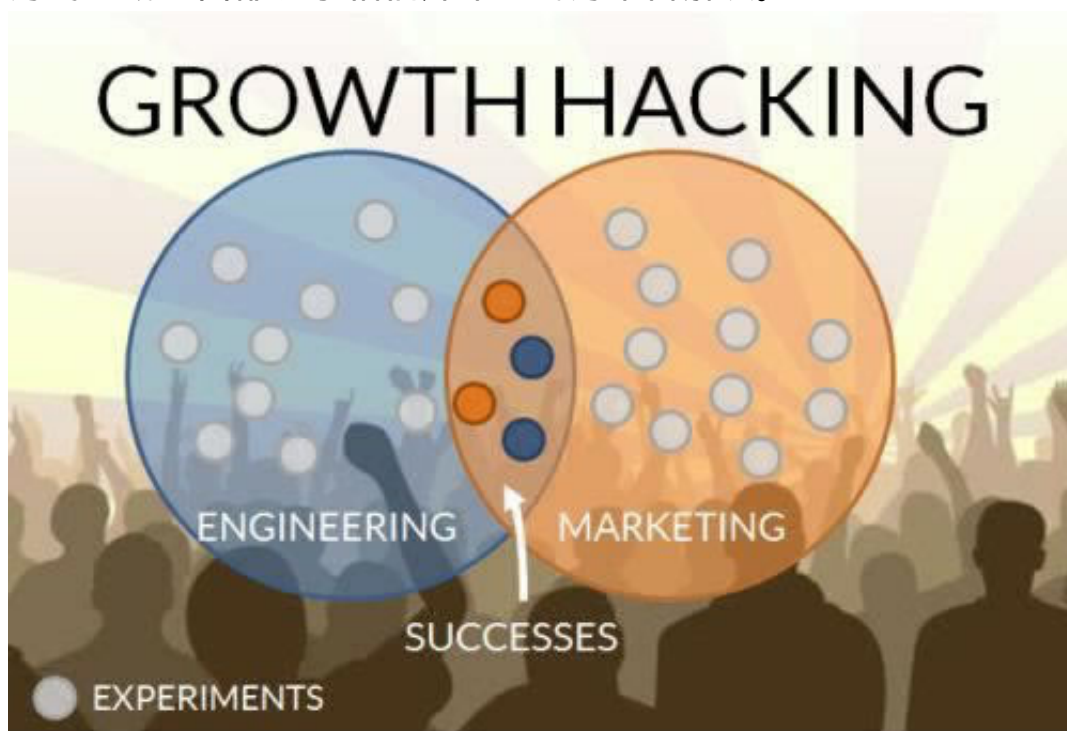 GROWTH HACKING
ENGINEERING
MARKETING
SUCCESSES
EXPERIMENTS